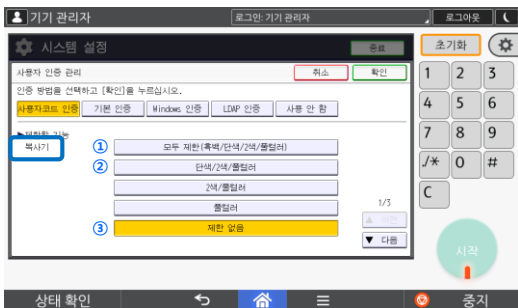 기기 관리자
로그인: 기기 관리자
로그아웃
시스템 설정
종료
초기화
사용자 인증 관리
취소
확인
인증 방법을 선택하고 [확인]을 누르십시오.
사용자코드 인증
기본 인증
Windows 인증
LDAP 인증
사용 안 함
▶제한할 기능
복사기
① 모두 제한(흑백/단색/2색/풀컬러)
② 단색/2색/풀컬러
2색/풀컬러
풀컬러
③ 제한 없음
1/3
▲ 이전
▼ 다음
1 2 3
4 5 6
7 8 9
./* 0 #
C
시작
상태 확인
중지